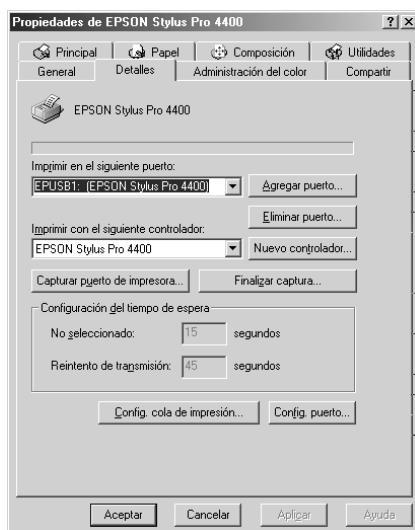 Propiedades de EPSON Stylus Pro 4400
Principal Papel Composición Utilidades
General Detalles Administración del color Compartir
EPSON Stylus Pro 4400
Imprimir en el siguiente puerto:
EPUSB1: (EPSON Stylus Pro 4400) Agregar puerto...
Eliminar puerto...
Imprimir con el siguiente controlador:
EPSON Stylus Pro 4400 Nuevo controlador...
Capturar puerto de impresora... Finalizar captura...
Configuración del tiempo de espera
No seleccionado: 15 segundos
Reintento de transmisión: 45 segundos
Config. cola de impresión... Config. puerto...
Aceptar Cancelar Aplicar Ayuda